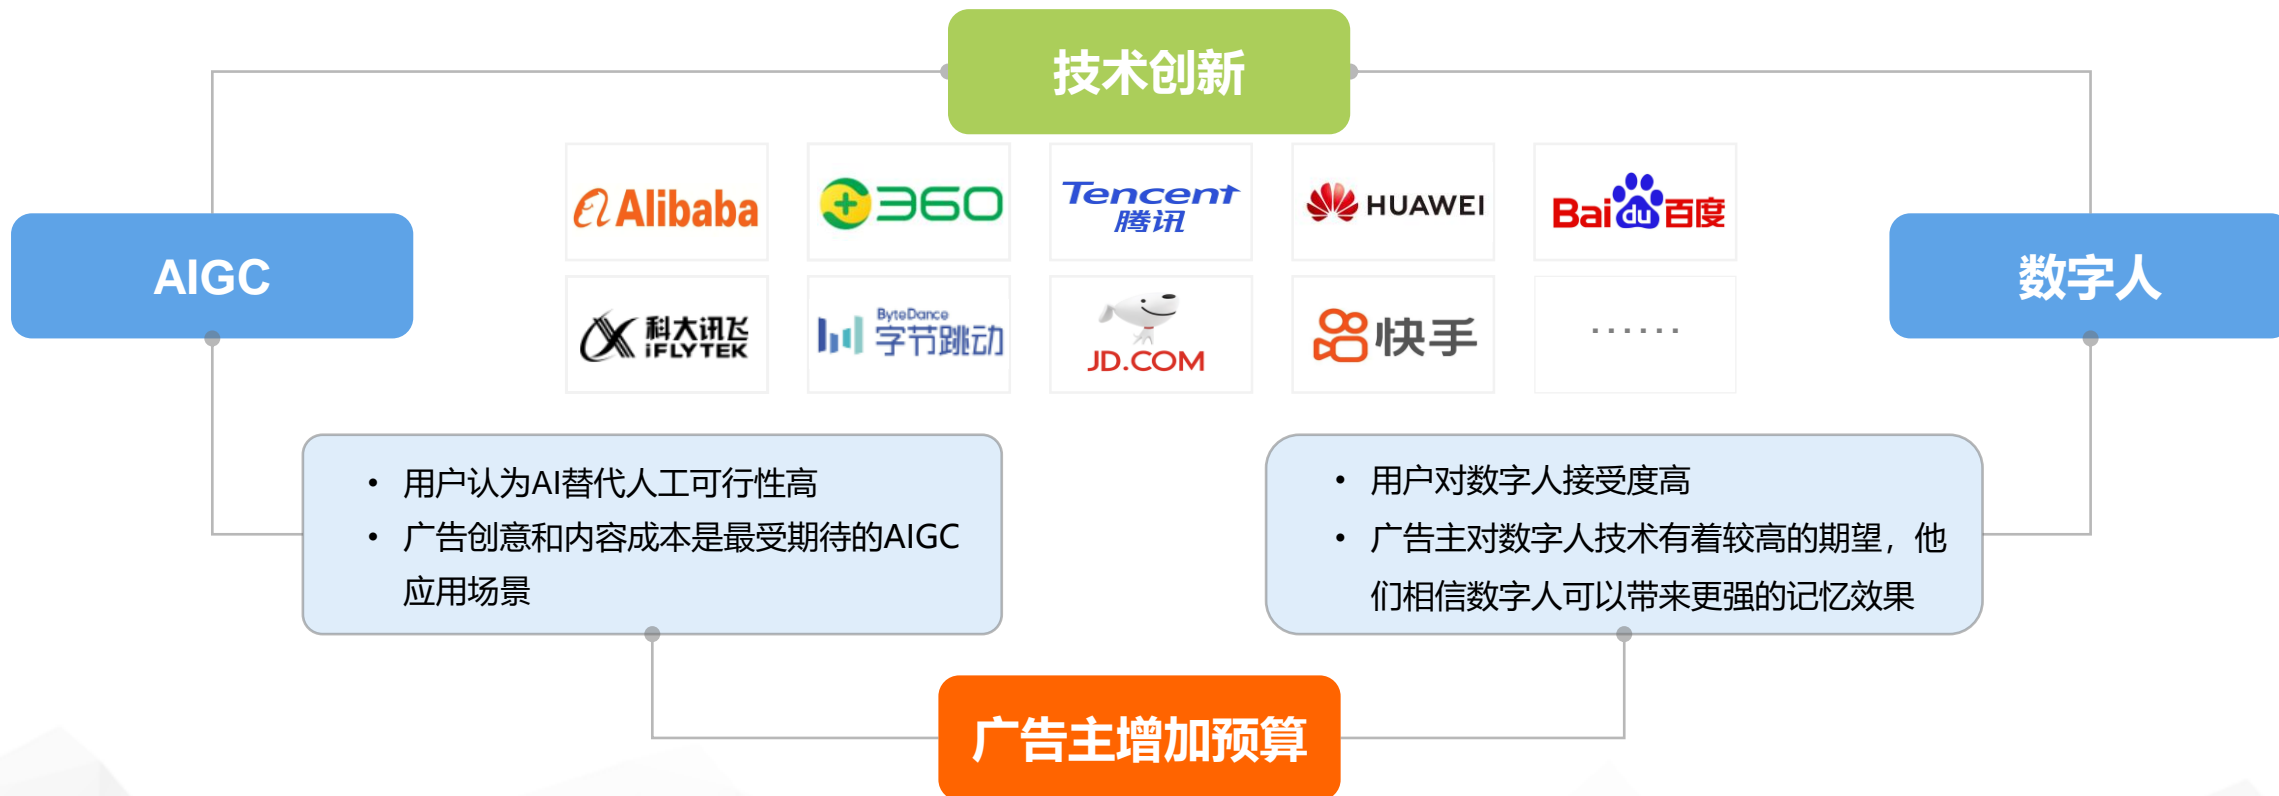 技术创新
Alibaba
360
Tencent
腾讯
HUAWEI
Bai du 百度
AIGC
数字人
科大讯飞
iFLYTEK
ByteDance
字节跳动
JD.COM
快手
......
• 用户认为AI替代人工可行性高
• 广告创意和内容成本是最受期待的AIGC
应用场景
• 用户对数字人接受度高
• 广告主对数字人技术有着较高的期望，他
们相信数字人可以带来更强的记忆效果
广告主增加预算